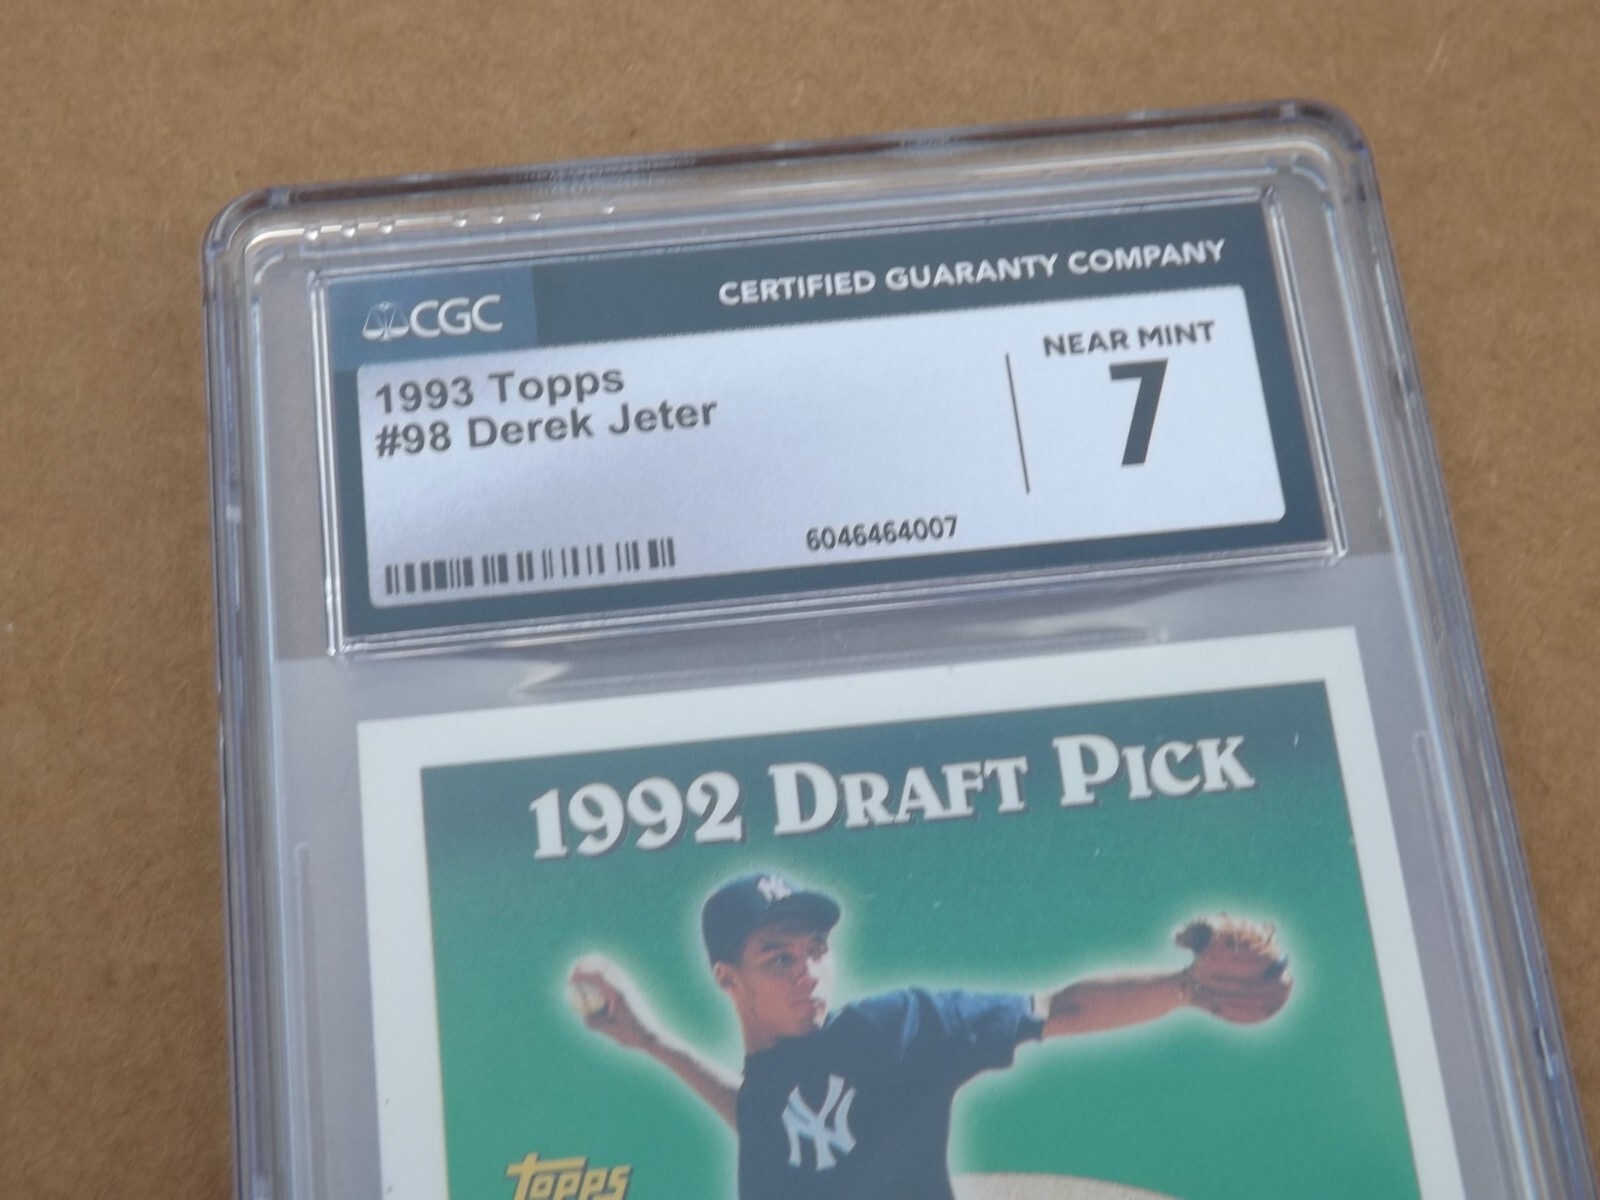 CGC
CERTIFIED GUARANTY COMPANY
1993 Topps
#98 Derek Jeter
NEAR MINT
7
6046464007
1992 DRAFT PICK
NY
NY
Topps